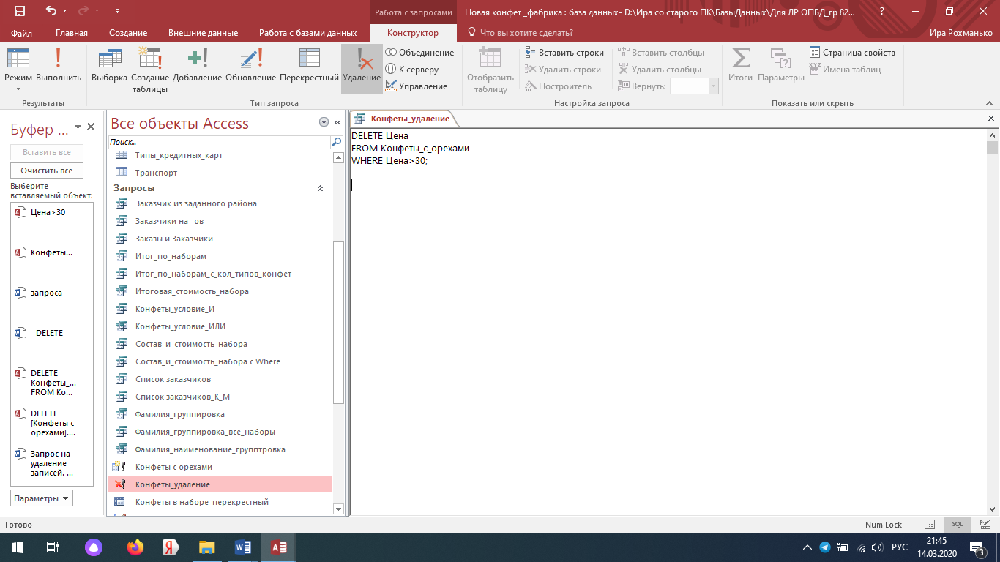 Работа с запросами
Новая конфет _фабрика : база данных- D:\Ира со старого ПК\БазыДанных\Для ЛР ОПБД_гр 82...
?
Файл
Главная
Создание
Внешние данные
Работа с базами данных
Конструктор
Что вы хотите сделать?
Ира Рохманько
Режим
Выполнить
Результаты
Выборка
Создание
таблицы
Добавление
Обновление
Перекрестный
Удаление
Объединение
К серверу
Управление
Тип запроса
Отобразить
таблицу
Вставить строки
Удалить строки
Построитель
Вставить столбцы
Удалить столбцы
Вернуть:
Настройка запроса
Итоги
Параметры
Страница свойств
Имена таблиц
Показать или скрыть
Буфер ...
Вставить все
Очистить все
Выберите
вставляемый объект:
Цена>30
Конфеты...
запроса
- DELETE
DELETE
Конфеты_...
FROM Ко...
DELETE
[Конфеты с
орехами]....
Запрос на
удаление
записей. ...
Параметры
Все объекты Access
Поиск...
Типы_кредитных_карт
Транспорт
Запросы
Заказчик из заданного района
Заказчики на _ов
Заказы и Заказчики
Итог_по_наборам
Итог_по_наборам_с_кол_типов_конфет
Итоговая_стоимость_набора
Конфеты_условие_И
Конфеты_условие_ИЛИ
Состав_и_стоимость_набора
Состав_и_стоимость_набора с Where
Список заказчиков
Список заказчиков_К_М
Фамилия_группировка
Фамилия_группировка_все_наборы
Фамилия_наименование_групптровка
Конфеты с орехами
Конфеты_удаление
Конфеты в наборе_перекрестный
Конфеты_удаление
DELETE Цена
FROM Конфеты_с_орехами
WHERE Цена>30;
Готово
Num Lock
SQL
РУС
21:45
14.03.2020
3